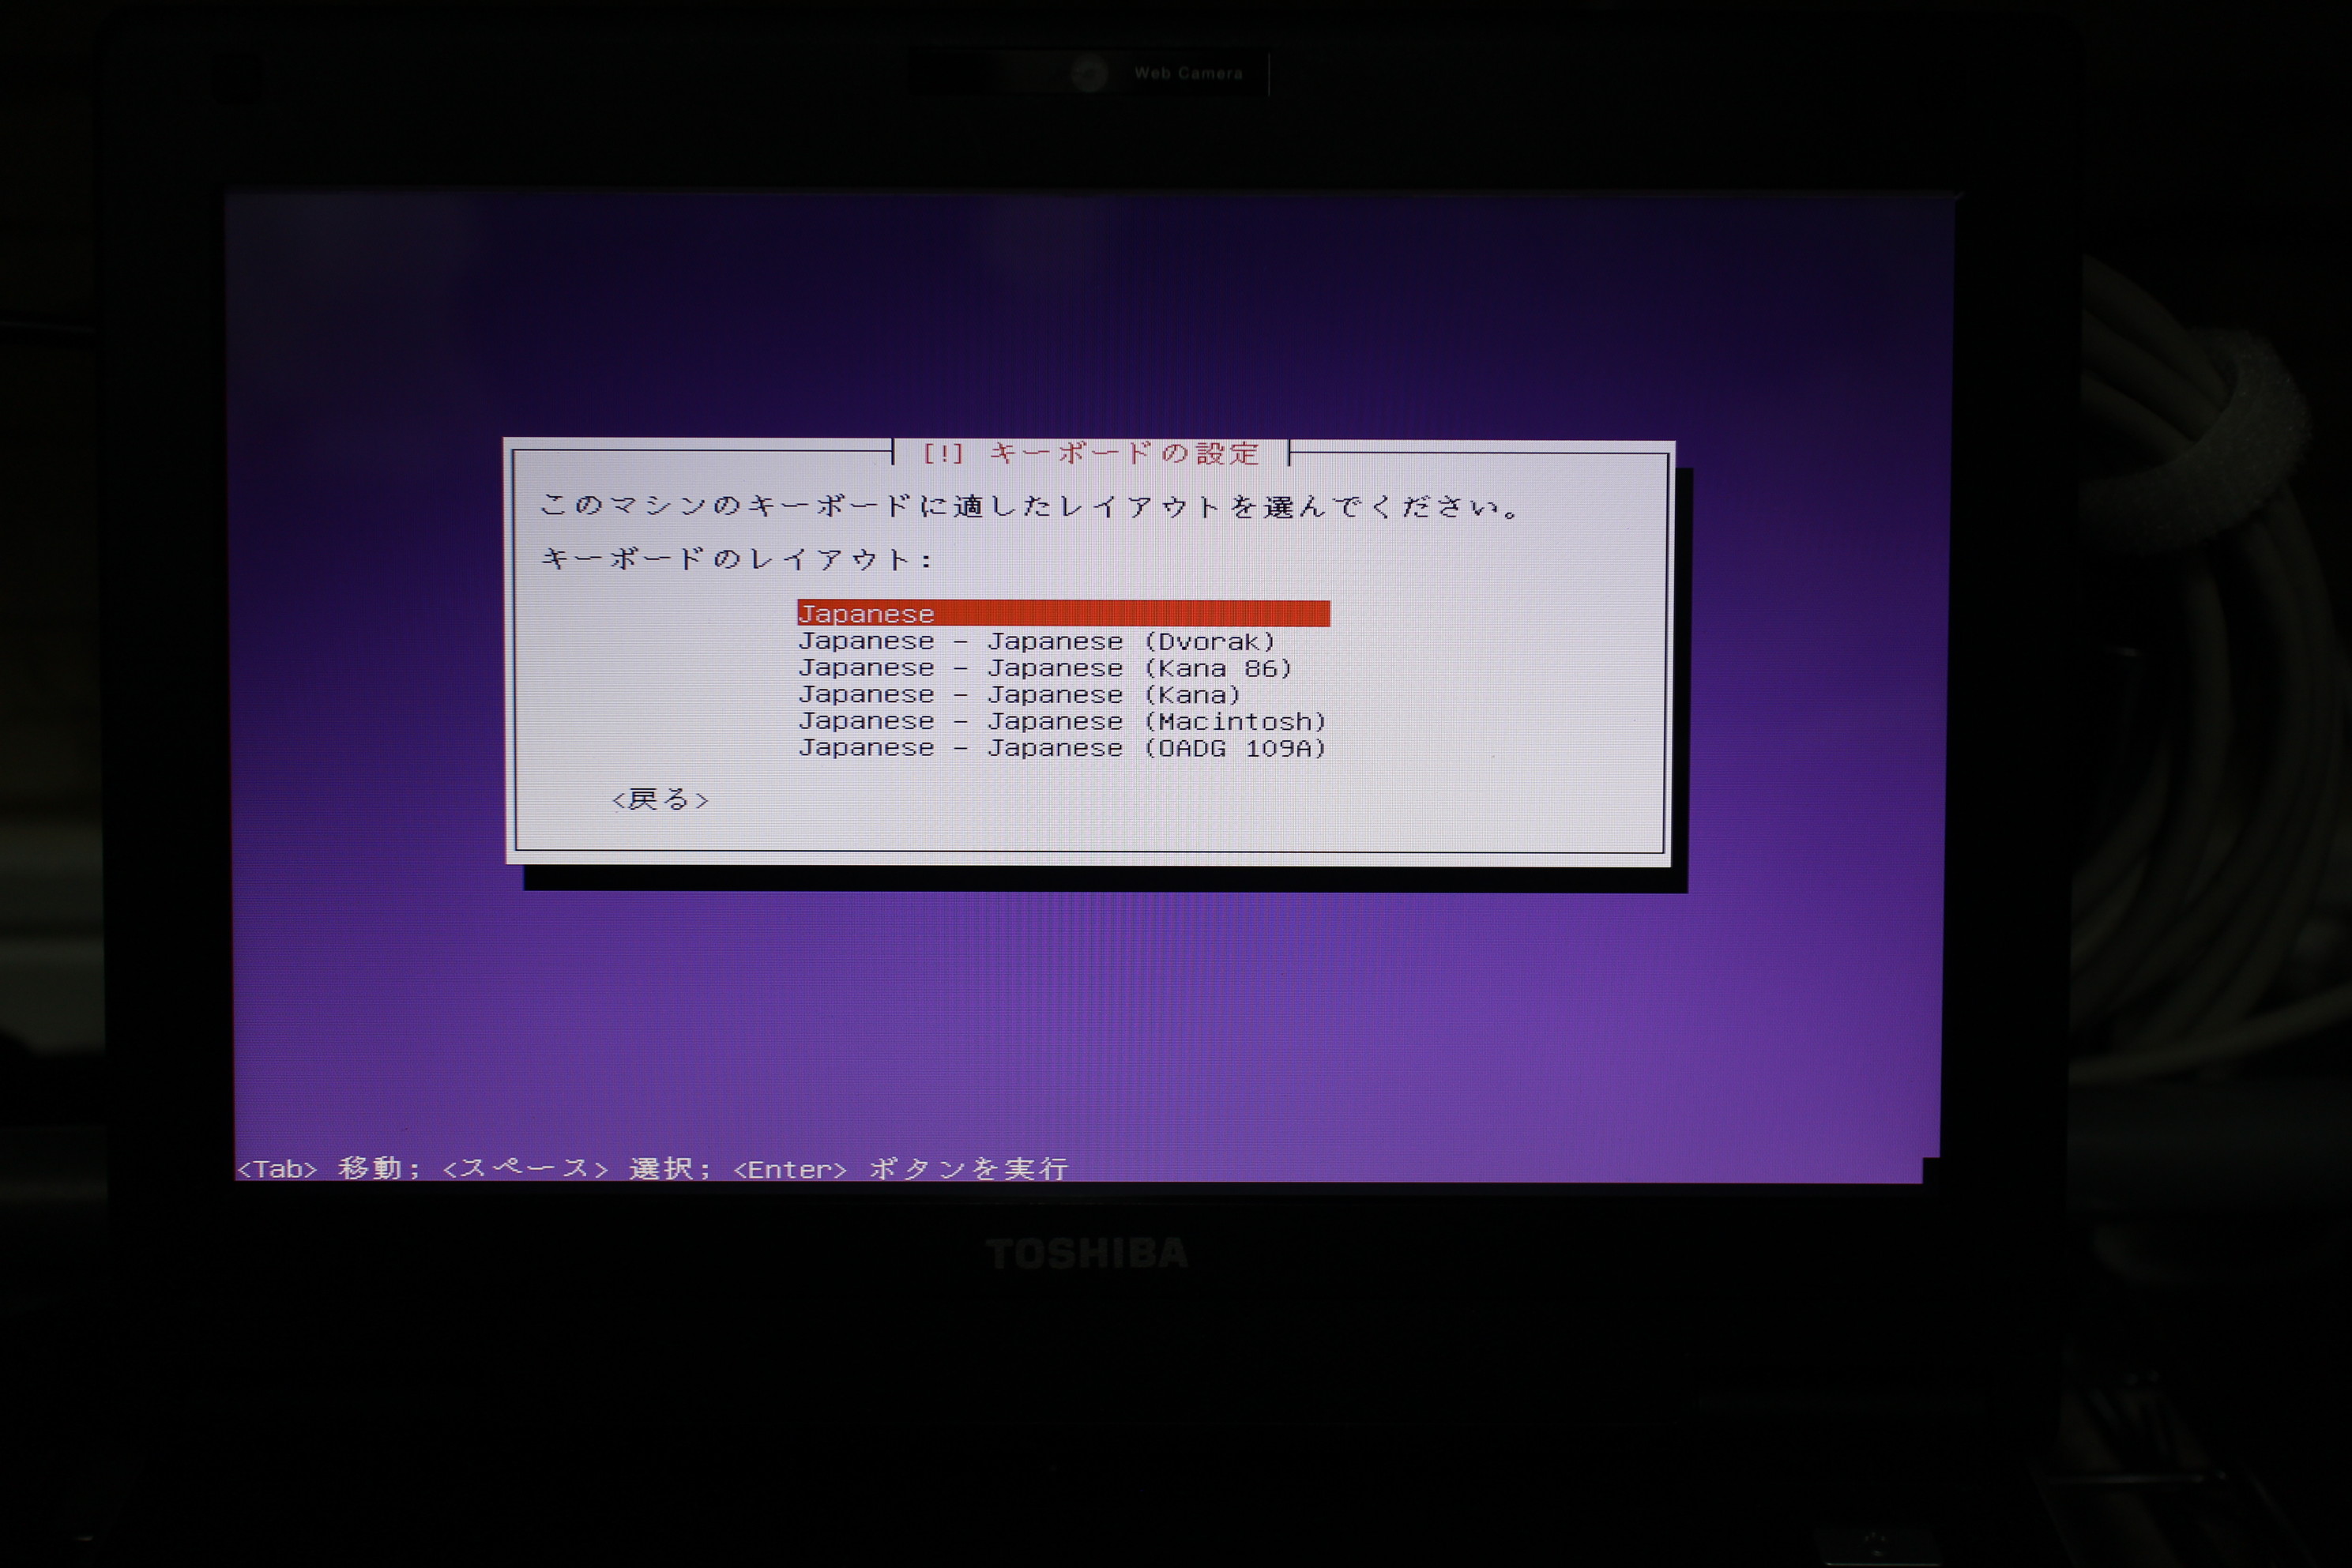 Web Camera
[!] キーボードの設定
このマシンのキーボードに適したレイアウトを選んでください。
キーボードのレイアウト:
Japanese
Japanese - Japanese (Dvorak)
Japanese - Japanese (Kana 86)
Japanese - Japanese (Kana)
Japanese - Japanese (Macintosh)
Japanese - Japanese (OADG 109A)
<戻る>
<Tab> 移動; <スペース> 選択; <Enter> ボタンを実行
TOSHIBA